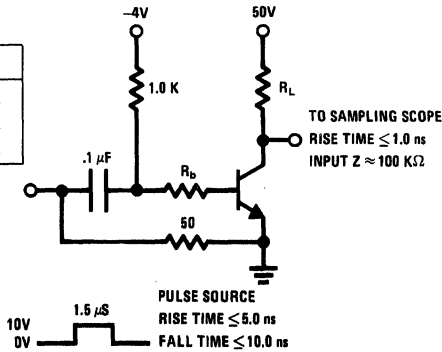 –4V
50V
1.0 K
RL
TO SAMPLING SCOPE
RISE TIME ≤ 1.0 ns
INPUT Z ≈ 100 KΩ
.1 μF
Rb
50
PULSE SOURCE
RISE TIME ≤ 5.0 ns
FALL TIME ≤ 10.0 ns
1.5 μS
10V
0V